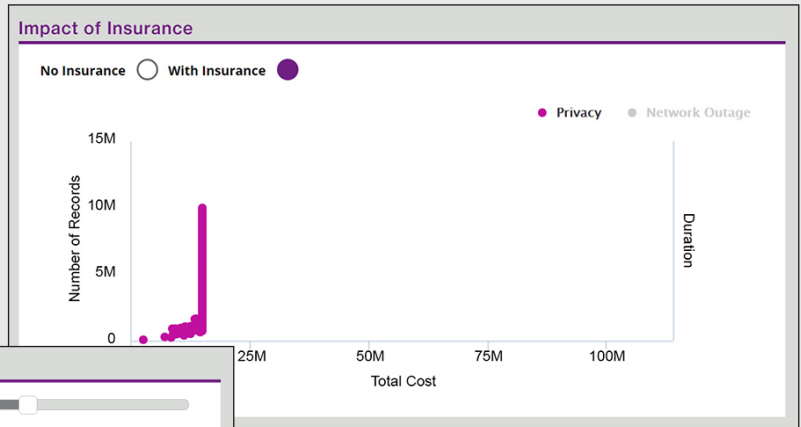 Impact of Insurance
No Insurance With Insurance
Privacy Network Outage
15M
10M
5M
0
Number of Records
Duration
25M 50M 75M 100M
Total Cost